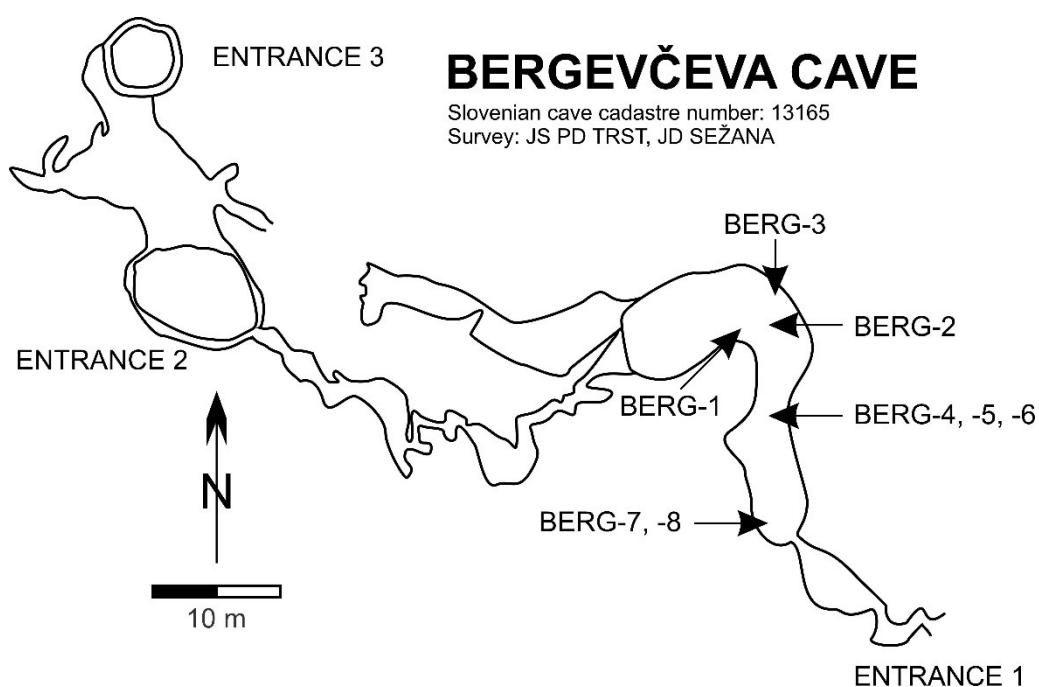 BERGEVČEVA CAVE
Slovenian cave cadastre number: 13165
Survey: JS PD TRST, JD SEŽANA
ENTRANCE 3
BERG-3
BERG-2
ENTRANCE 2
BERG-1
BERG-4, -5, -6
N
BERG-7, -8
10 m
ENTRANCE 1